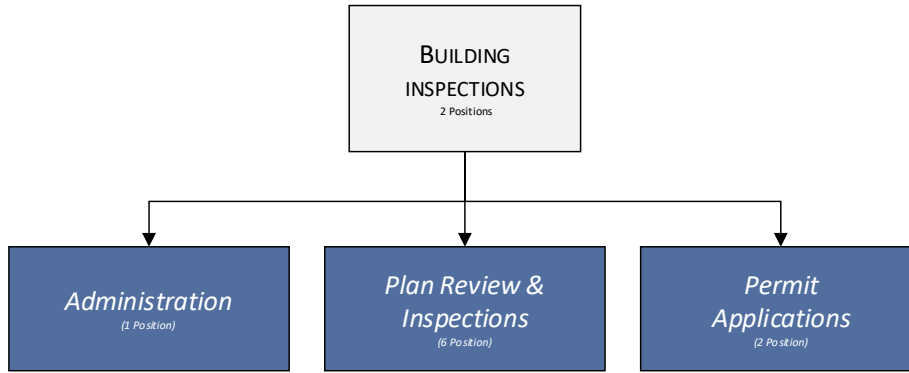 BUILDING
INSPECTIONS
2 Positions
Administration
(1 Position)
Plan Review &
Inspections
(6 Position)
Permit
Applications
(2 Position)